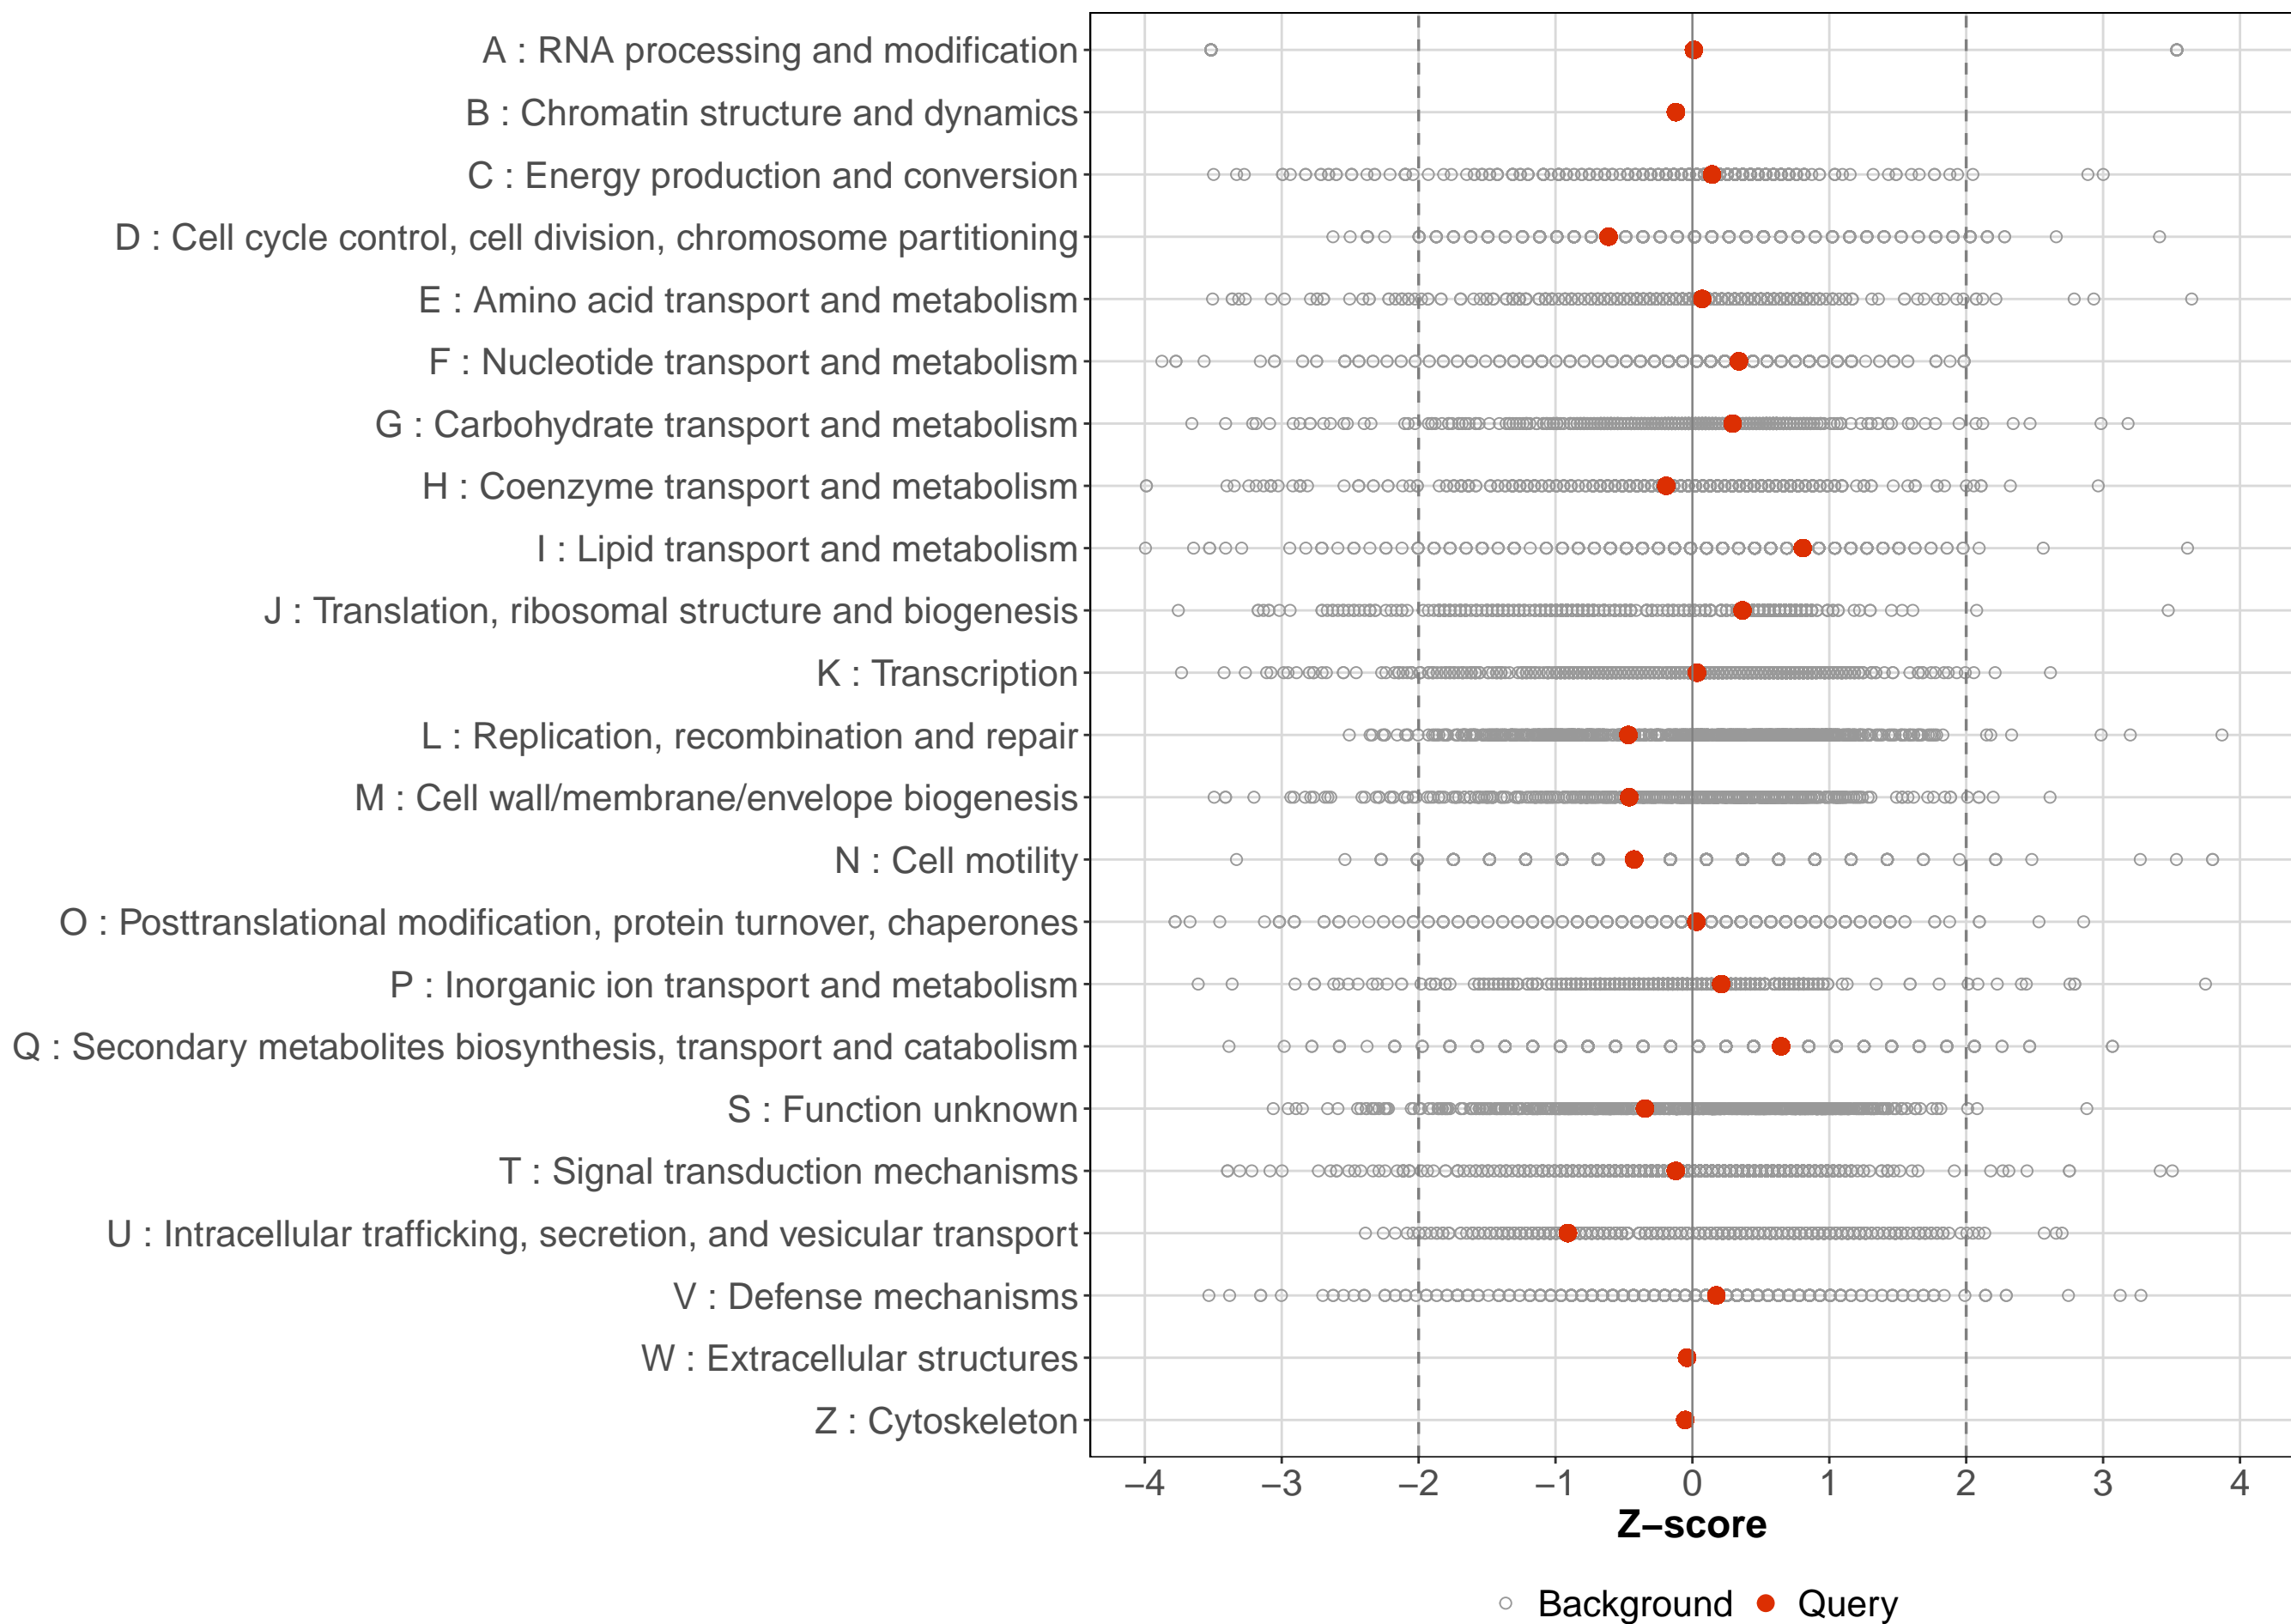 A : RNA processing and modification
B : Chromatin structure and dynamics
C : Energy production and conversion
D : Cell cycle control, cell division, chromosome partitioning
E : Amino acid transport and metabolism
F : Nucleotide transport and metabolism
G : Carbohydrate transport and metabolism
H : Coenzyme transport and metabolism
I : Lipid transport and metabolism
J : Translation, ribosomal structure and biogenesis
K : Transcription
L : Replication, recombination and repair
M : Cell wall/membrane/envelope biogenesis
N : Cell motility
O : Posttranslational modification, protein turnover, chaperones
P : Inorganic ion transport and metabolism
Q : Secondary metabolites biosynthesis, transport and catabolism
S : Function unknown
T : Signal transduction mechanisms
U : Intracellular trafficking, secretion, and vesicular transport
V : Defense mechanisms
W : Extracellular structures
Z : Cytoskeleton
−4 −3 −2 −1 0 1 2 3 4
Z−score
Background Query